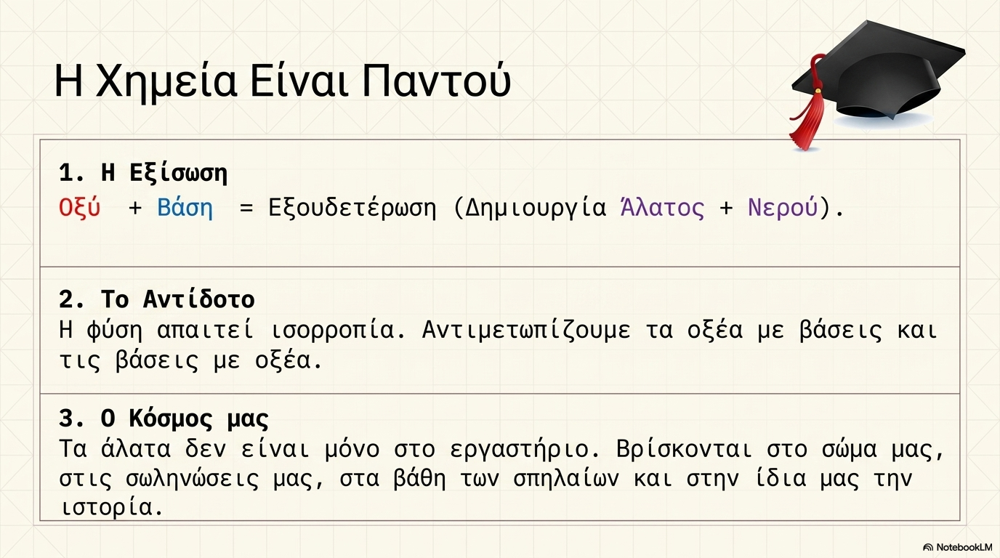 Η Χημεία Είναι Παντού
1. Η Εξίσωση
Οξύ + Βάση = Εξουδετέρωση (Δημιουργία Άλατος + Νερού).
2. Το Αντίδοτο
Η φύση απαιτεί ισορροπία. Αντιμετωπίζουμε τα οξέα με βάσεις και
τις βάσεις με οξέα.
3. Ο Κόσμος μας
Τα άλατα δεν είναι μόνο στο εργαστήριο. Βρίσκονται στο σώμα μας,
στις σωληνώσεις μας, στα βάθη των σπηλαίων και στην ίδια μας την
ιστορία.
NotebookLM